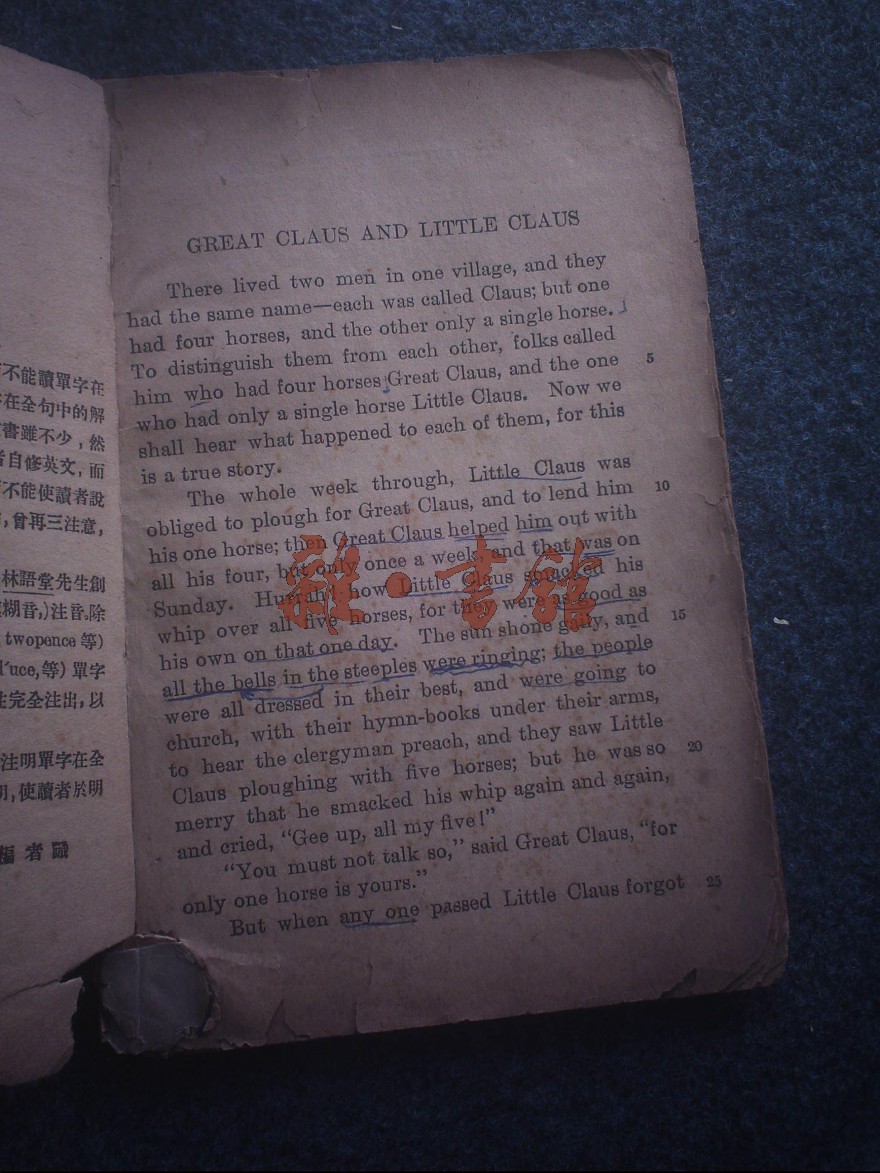 不能讀單字在
在全句中的解
書雖不少，然
者自修英文，而
不能使讀者說
，曾再三注意，
林語堂先生創
糊音，)注音。除
twopence 等)
l´uce, 等) 單字
完全注出，以
注明單字在全
明，使讀者於明
編者識
GREAT CLAUS AND LITTLE CLAUS
There lived two men in one village, and they
had the same name—each was called Claus; but one
had four horses, and the other only a single horse.
To distinguish them from each other, folks called
him who had four horses Great Claus, and the one 5
who had only a single horse Little Claus. Now we
shall hear what happened to each of them, for this
is a true story.
The whole week through, Little Claus was
obliged to plough for Great Claus, and to lend him 10
his one horse; then Great Claus helped him out with
all his four, but only once a week, and that was on
Sunday. Hurrah! how Little Claus smacked his
whip over all five horses, for they were as good as
his own on that one day. The sun shone gaily, and 15
all the bells in the steeples were ringing; the people
were all dressed in their best, and were going to
church, with their hymn-books under their arms,
to hear the clergyman preach, and they saw Little
Claus ploughing with five horses; but he was so 20
merry that he smacked his whip again and again,
and cried, "Gee up, all my five!"
"You must not talk so," said Great Claus, "for
only one horse is yours."
But when any one passed Little Claus forgot 25
雜·書館